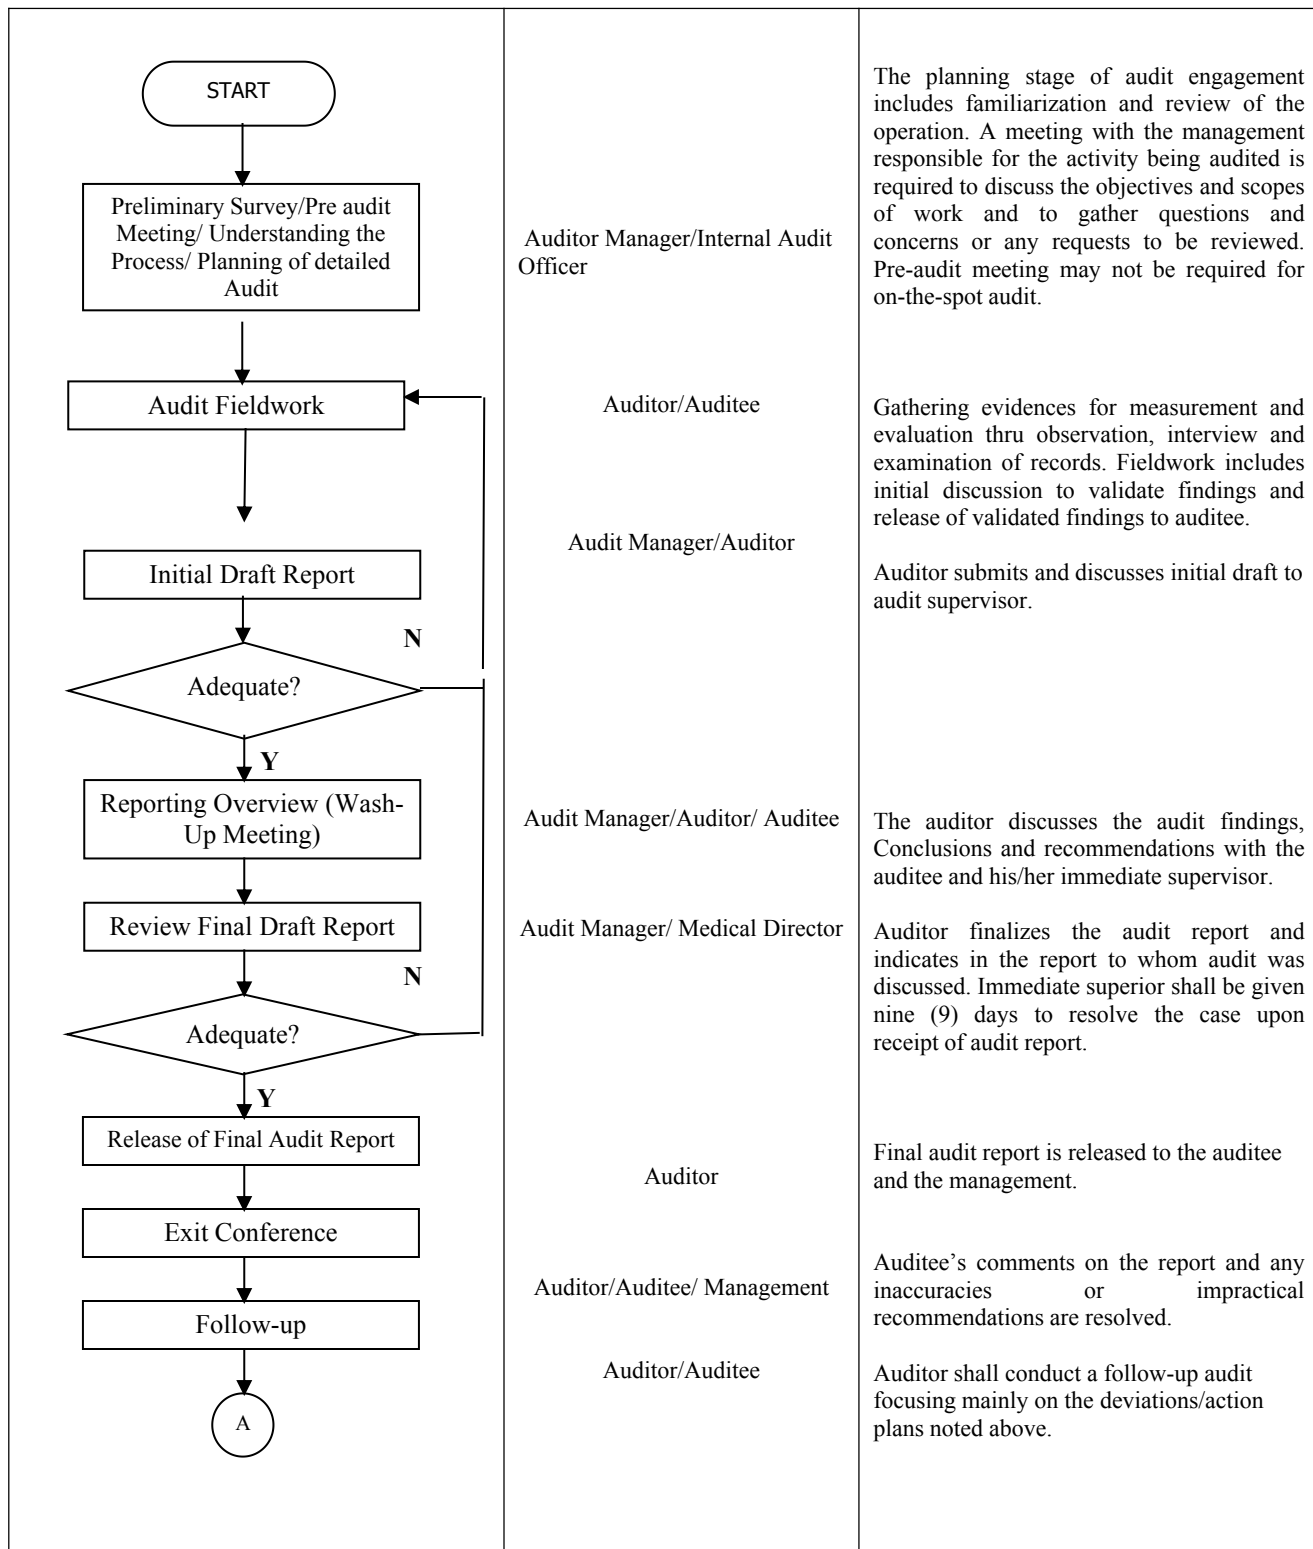 START
Preliminary Survey/Pre audit
Meeting/ Understanding the
Process/ Planning of detailed
Audit
Auditor Manager/Internal Audit
Officer
The planning stage of audit engagement
includes familiarization and review of the
operation. A meeting with the management
responsible for the activity being audited is
required to discuss the objectives and scopes
of work and to gather questions and
concerns or any requests to be reviewed.
Pre-audit meeting may not be required for
on-the-spot audit.
Audit Fieldwork
Auditor/Auditee
Gathering evidences for measurement and
evaluation thru observation, interview and
examination of records. Fieldwork includes
initial discussion to validate findings and
release of validated findings to auditee.
Initial Draft Report
Audit Manager/Auditor
Auditor submits and discusses initial draft to
audit supervisor.
N
Adequate?
Y
Reporting Overview (Wash-
Up Meeting)
Audit Manager/Auditor/ Auditee
The auditor discusses the audit findings,
Conclusions and recommendations with the
auditee and his/her immediate supervisor.
Review Final Draft Report
Audit Manager/ Medical Director
Auditor finalizes the audit report and
indicates in the report to whom audit was
discussed. Immediate superior shall be given
nine (9) days to resolve the case upon
receipt of audit report.
N
Adequate?
Y
Release of Final Audit Report
Auditor
Final audit report is released to the auditee
and the management.
Exit Conference
Auditor/Auditee/ Management
Auditee’s comments on the report and any
inaccuracies or impractical
recommendations are resolved.
Follow-up
Auditor/Auditee
Auditor shall conduct a follow-up audit
focusing mainly on the deviations/action
plans noted above.
A